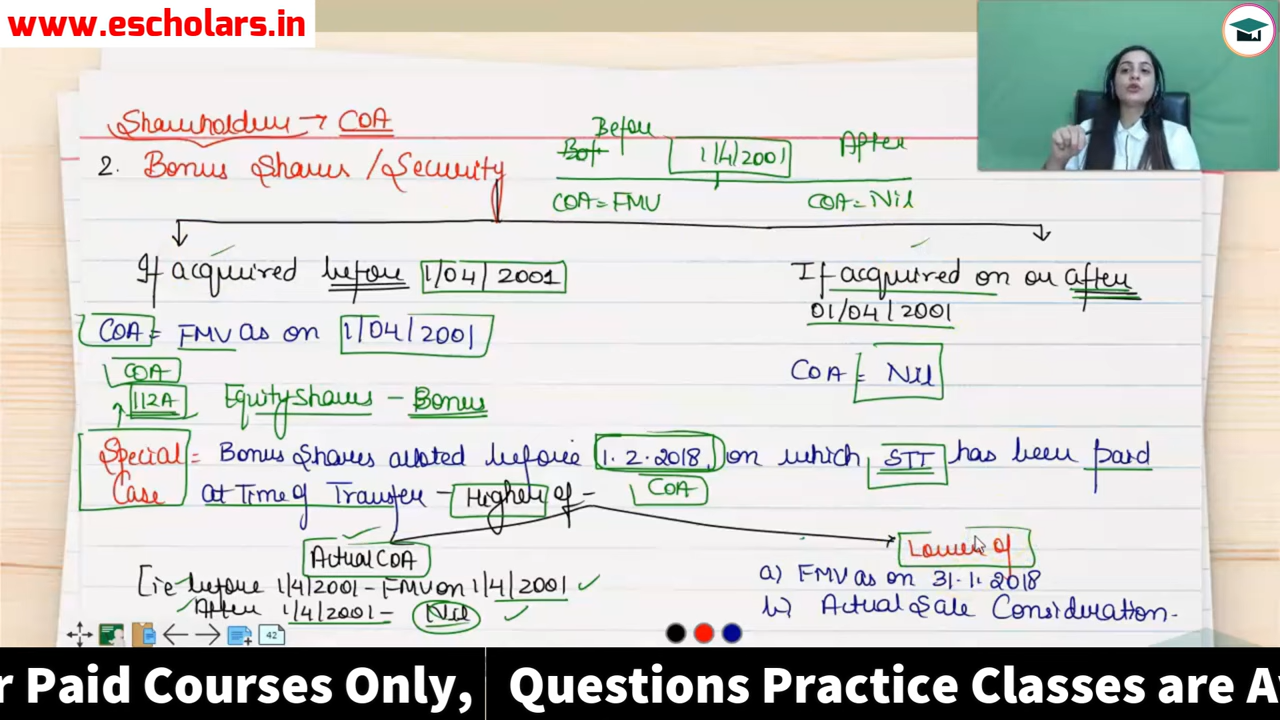 www.escholars.in
Shareholders → COA
Before
Bef
1/4/2001
After
2. Bonus Shares / Security
COA = FMV
COA = Nil
If acquired before 1/04/2001
If acquired on or after
01/04/2001
COA = FMV as on 1/04/2001
COA = Nil
COA
112A
Equity shares - Bonus
Special Case = Bonus Shares allotted before 1.2.2018, on which STT has been paid
at Time of Transfer - Higher of -
COA
Actual COA
Lower of
[i.e before 1/4/2001 - FMV on 1/4/2001
After 1/4/2001 - Nil
a) FMV as on 31.1.2018
b) Actual Sale Consideration-
42
r Paid Courses Only,
Questions Practice Classes are Av